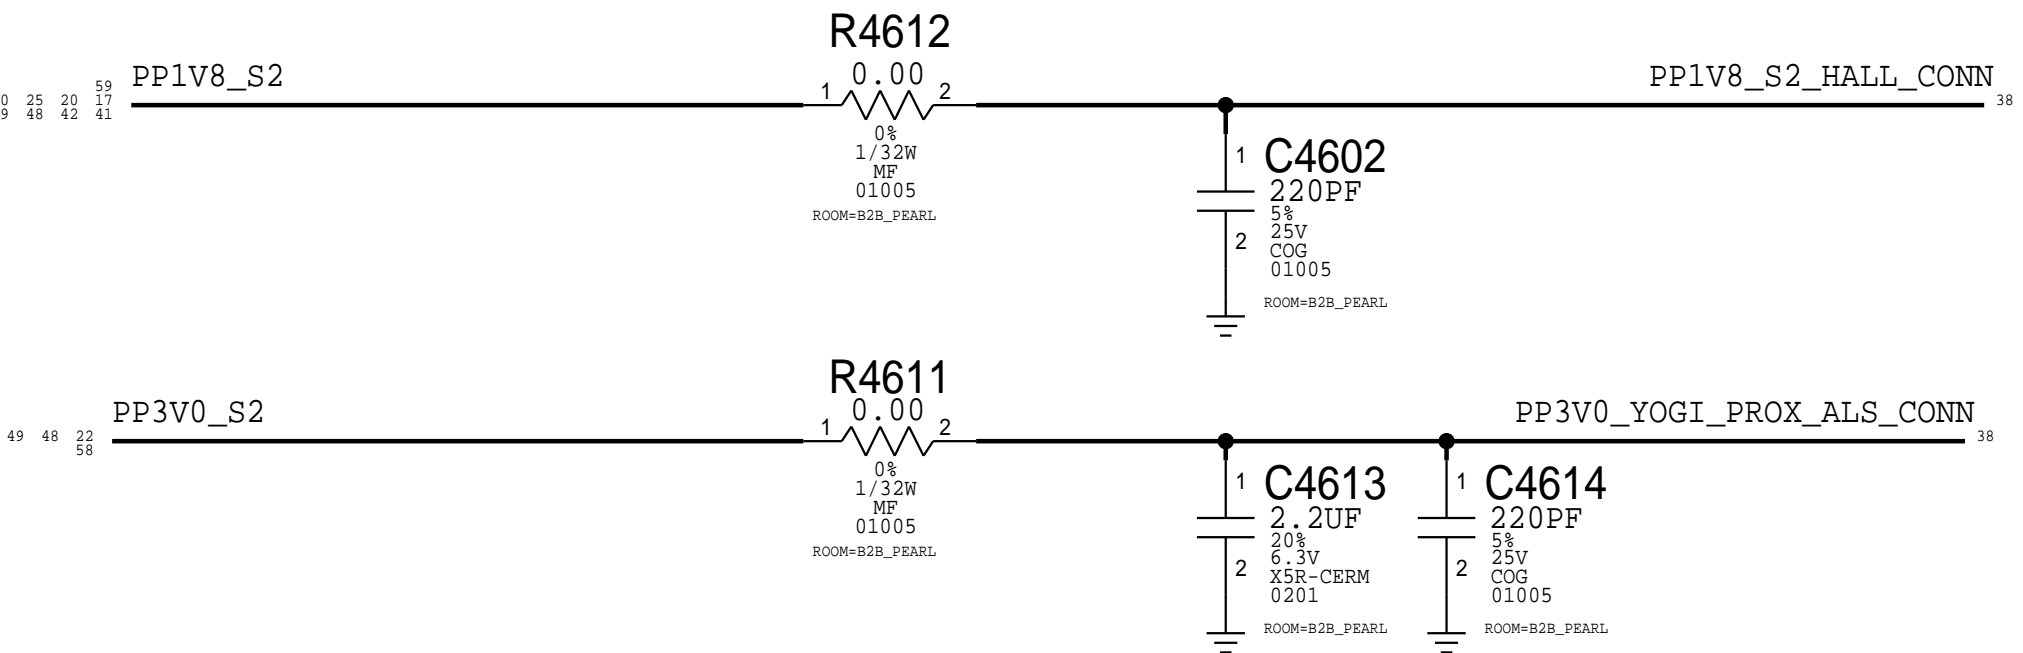 R4612
PP1V8_S2
0.00
PP1V8_S2_HALL_CONN
59
0 25 20 17
9 48 42 41
1
2
38
0%
1/32W
MF
01005
ROOM=B2B_PEARL
1
C4602
220PF
5%
25V
2
COG
01005
ROOM=B2B_PEARL
R4611
PP3V0_S2
0.00
PP3V0_YOGI_PROX_ALS_CONN
49 48 22
58
1
2
38
0%
1/32W
MF
01005
ROOM=B2B_PEARL
1
C4613
2.2UF
20%
6.3V
2
X5R-CERM
0201
ROOM=B2B_PEARL
1
C4614
220PF
5%
25V
2
COG
01005
ROOM=B2B_PEARL